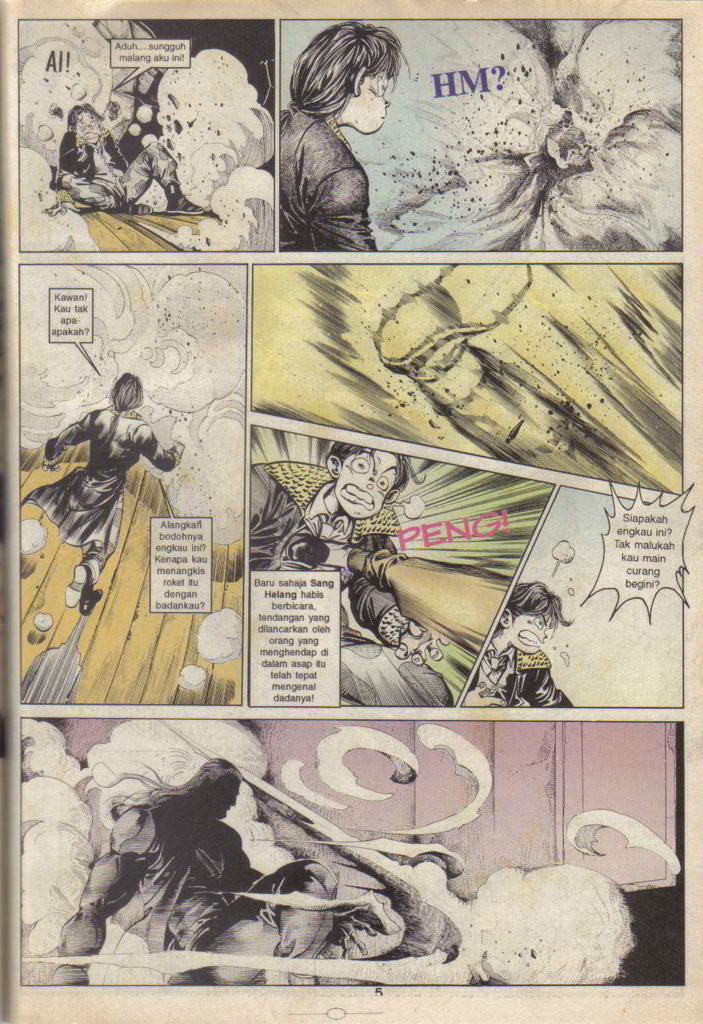 AI!
Aduh....sungguh
malang aku ini!
HM?
Kawan!
Kau tak
apa-
apakah?
Alangkah
bodohnya
engkau ini?
Kenapa kau
menangkis
roket itu
dengan
badankau?
PENG!
Baru sahaja Sang
Helang habis
berbicara,
tendangan yang
dilancarkan oleh
orang yang
menghendap di
dalam asap itu
telah tepat
mengenai
dadanya!
Siapakah
engkau ini?
Tak malukah
kau main
curang
begini?
5